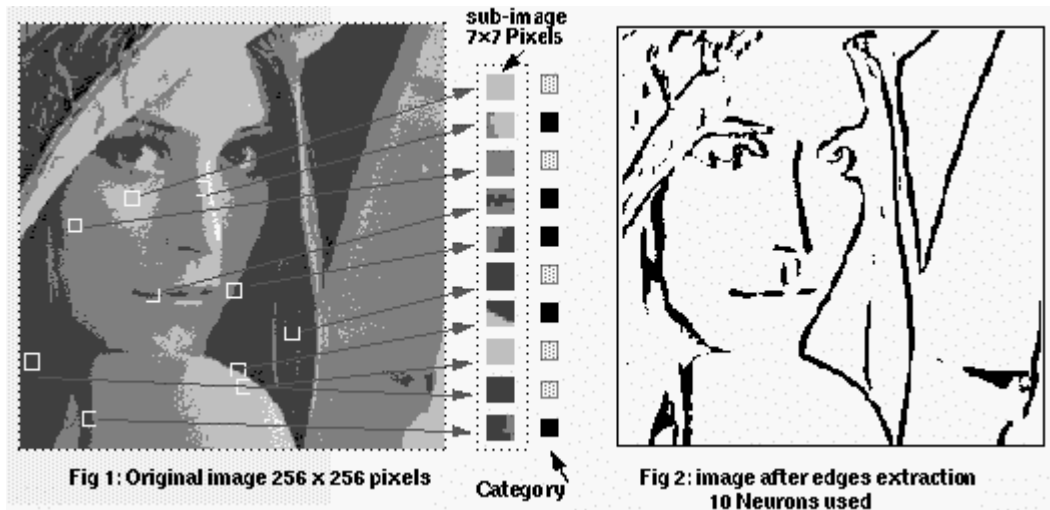 sub-image
7×7 Pixels
Fig 1: Original image 256 x 256 pixels
Category
Fig 2: image after edges extraction
10 Neurons used